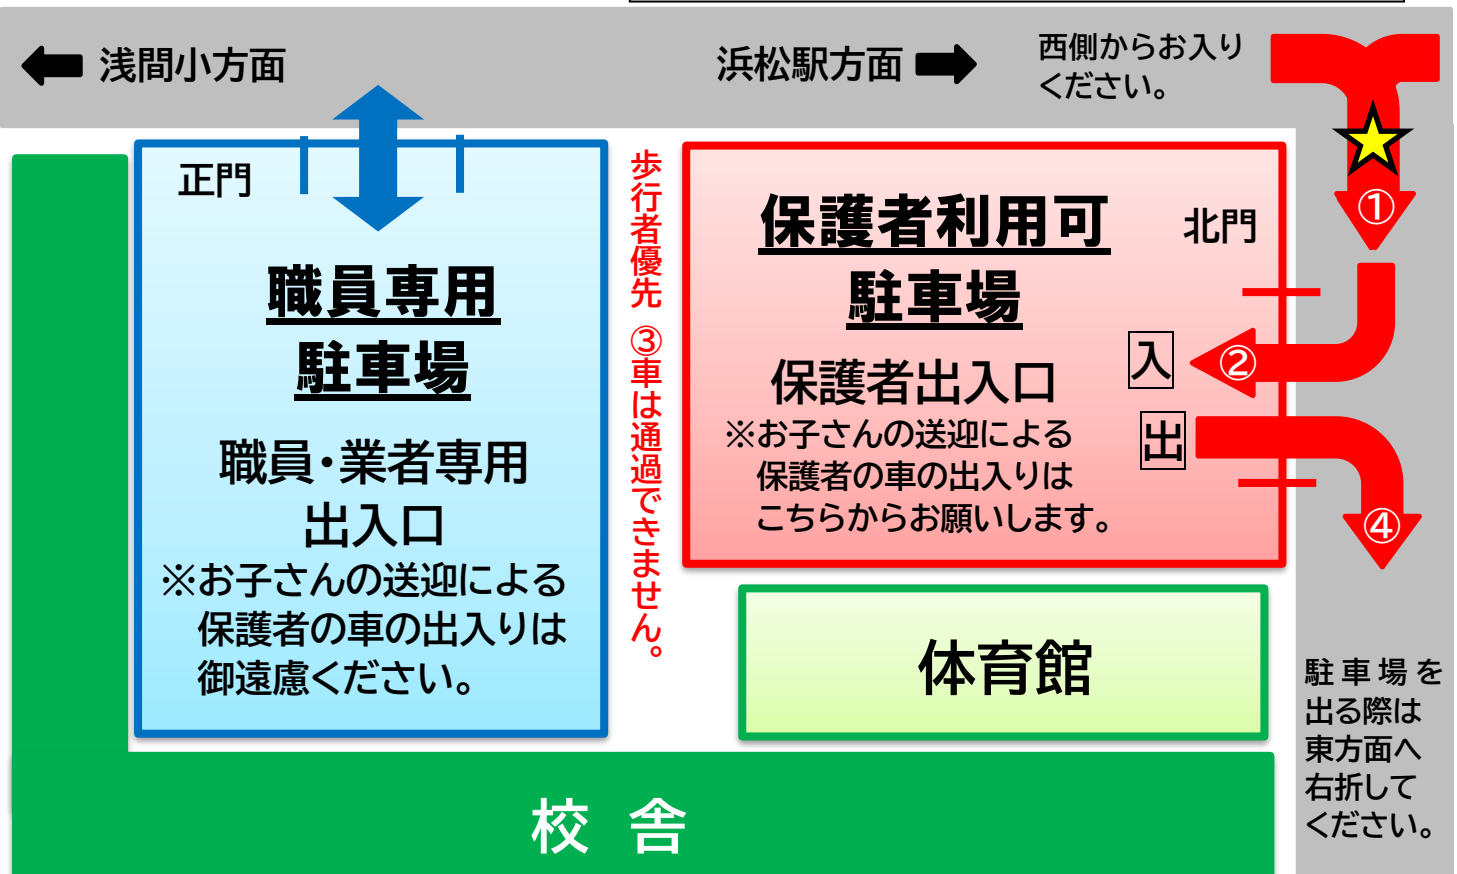 浅間小方面
浜松駅方面
西側からお入り
ください。
正門
職員専用
駐車場
職員・業者専用
出入口
※お子さんの送迎による
保護者の車の出入りは
御遠慮ください。
歩行者優先 ③車は通過できません。
保護者利用可
駐車場
北門
保護者出入口
※お子さんの送迎による
保護者の車の出入りは
こちらからお願いします。
入
出
①
②
④
体育館
駐車場を
出る際は
東方面へ
右折して
ください。
校舎